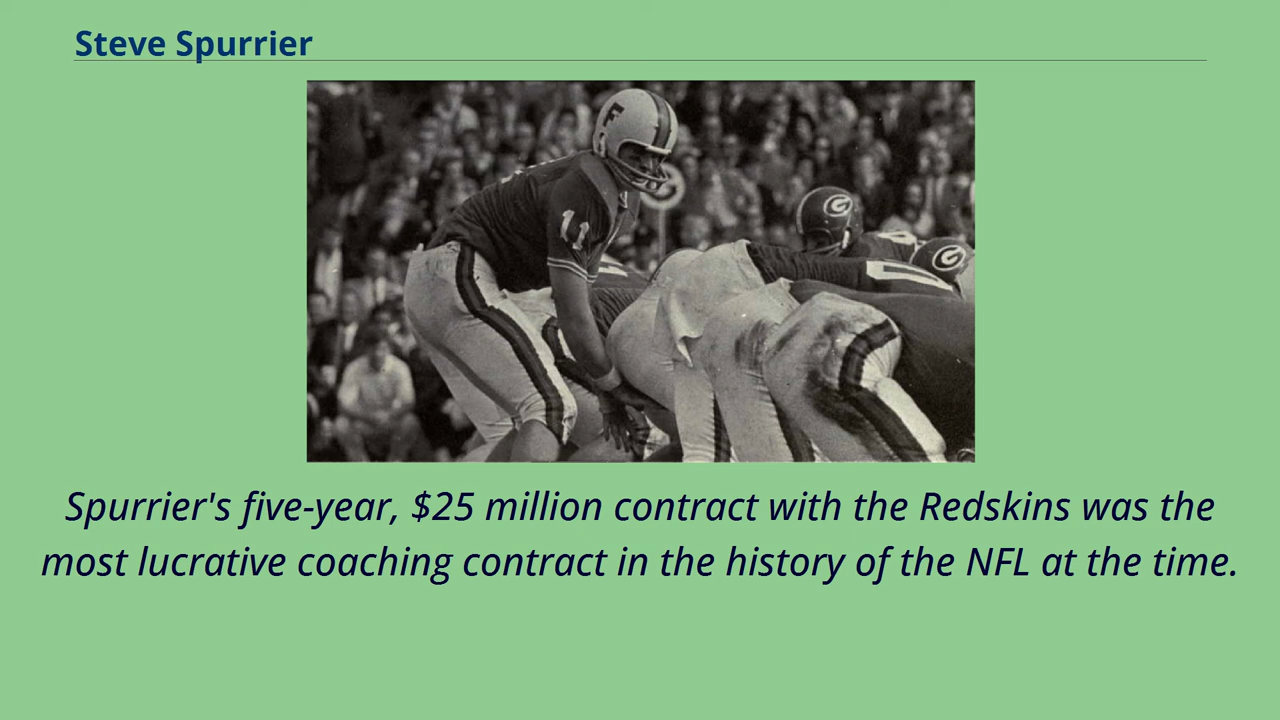 Steve Spurrier
F
11
G
G
Spurrier's five-year, $25 million contract with the Redskins was the
most lucrative coaching contract in the history of the NFL at the time.